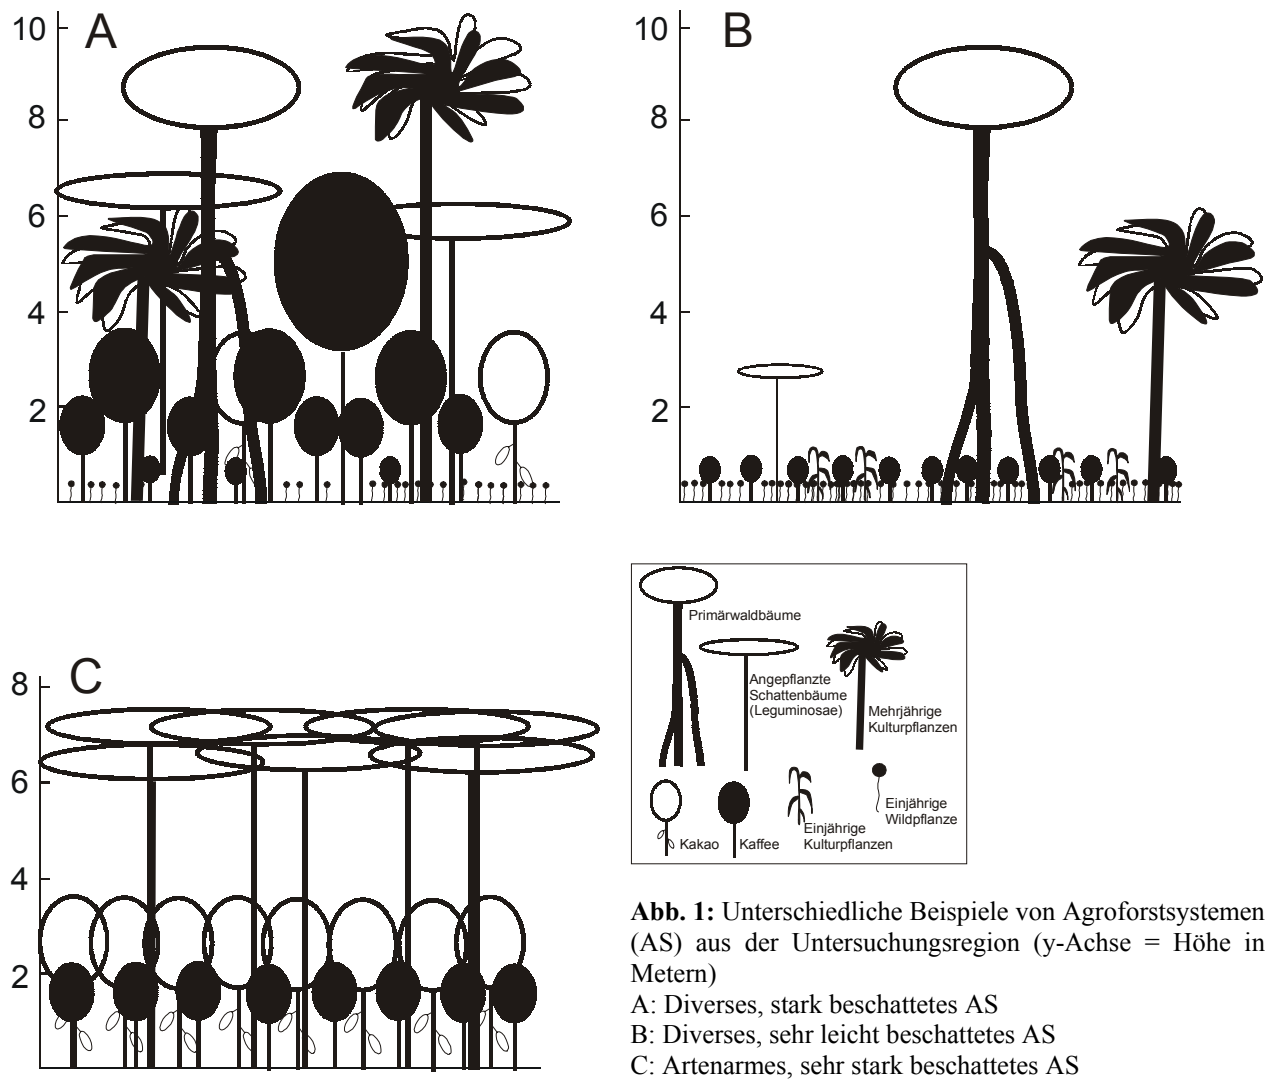 A
10
8
6
4
2
B
10
8
6
4
2
C
8
6
4
2
Primärwaldbäume
Angepflanzte
Schattenbäume
(Leguminosae)
Mehrjährige
Kulturpflanzen
Einjährige
Wildpflanze
Kakao
Kaffee
Einjährige
Kulturpflanzen
Abb. 1: Unterschiedliche Beispiele von Agroforstsystemen
(AS) aus der Untersuchungsregion (y-Achse = Höhe in
Metern)
A: Diverses, stark beschattetes AS
B: Diverses, sehr leicht beschattetes AS
C: Artenarmes, sehr stark beschattetes AS